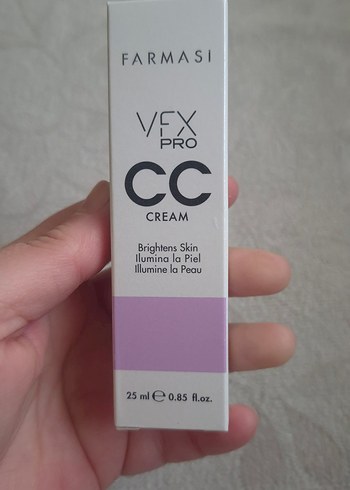 FARMASI
VFX
PRO
CC
CREAM
Brightens Skin
Ilumina la Piel
Illumine la Peau
25 ml ℮ 0.85 fl.oz.